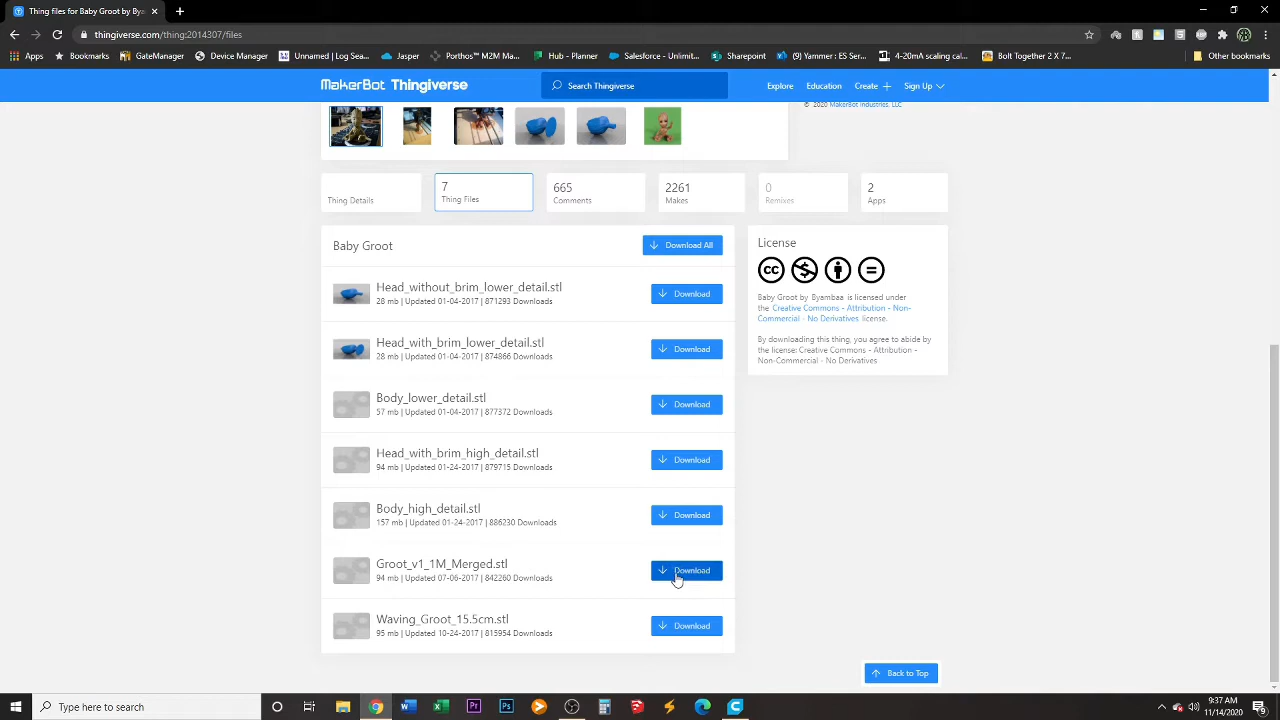 Thing files for Baby Groot by Bya
thingiverse.com/thing:2014307/files
Apps
Bookmarks
GateManager
Device Manager
Unnamed | Log Sea...
Jasper
ProSoft™ M2M Ma...
Hub - Planner
Salesforce - Unlimit...
Sharepoint
(9) Yammer : ES Ser...
4-20mA scaling cal...
Bolt Together 2 X 7...
Other bookmarks
MakerBot Thingiverse
Search Thingiverse
Explore
Education
Create
Sign Up
© 2020 MakerBot Industries, LLC
Thing Details
7
Thing Files
665
Comments
2261
Makes
0
Remixes
2
Apps
Baby Groot
Download All
Head_without_brim_lower_detail.stl
28 mb | Updated 01-04-2017 | 871293 Downloads
Download
Head_with_brim_lower_detail.stl
28 mb | Updated 01-04-2017 | 874866 Downloads
Download
Body_lower_detail.stl
57 mb | Updated 01-04-2017 | 877372 Downloads
Download
Head_with_brim_high_detail.stl
94 mb | Updated 01-24-2017 | 879715 Downloads
Download
Body_high_detail.stl
157 mb | Updated 01-24-2017 | 886230 Downloads
Download
Groot_v1_1M_Merged.stl
94 mb | Updated 07-06-2017 | 842260 Downloads
Download
Waving_Groot_15.5cm.stl
95 mb | Updated 10-24-2017 | 815954 Downloads
Download
License
Baby Groot by Byambaa is licensed under
the Creative Commons - Attribution - Non-
Commercial - No Derivatives license.
By downloading this thing, you agree to abide by
the license: Creative Commons - Attribution -
Non-Commercial - No Derivatives
Back to Top
Type here to search
9:37 AM
11/14/2020